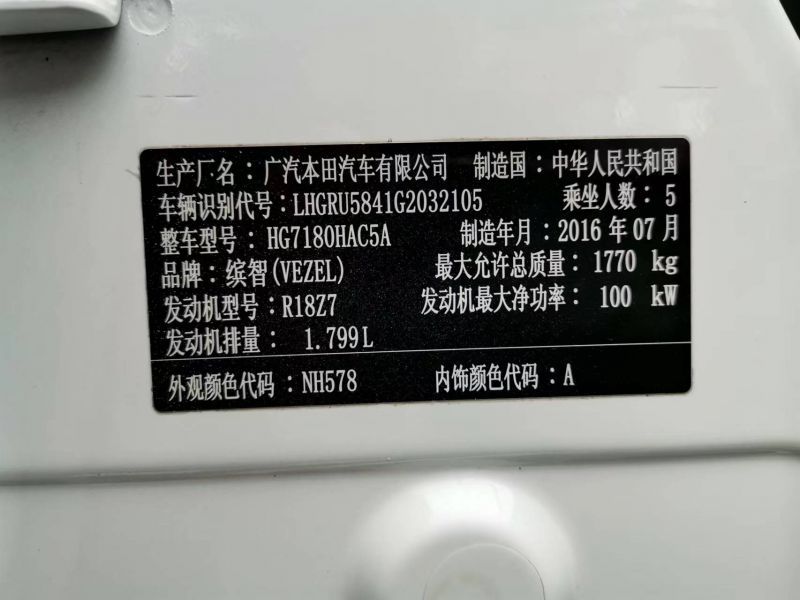 生产厂名：广汽本田汽车有限公司 制造国：中华人民共和国
车辆识别代号：LHGRU5841G2032105 乘坐人数：5
整车型号：HG7180HAC5A 制造年月：2016 年 07 月
品牌：缤智(VEZEL) 最大允许总质量：1770 kg
发动机型号：R18Z7 发动机最大净功率：100 kW
发动机排量：1.799L
外观颜色代码：NH578 内饰颜色代码：A